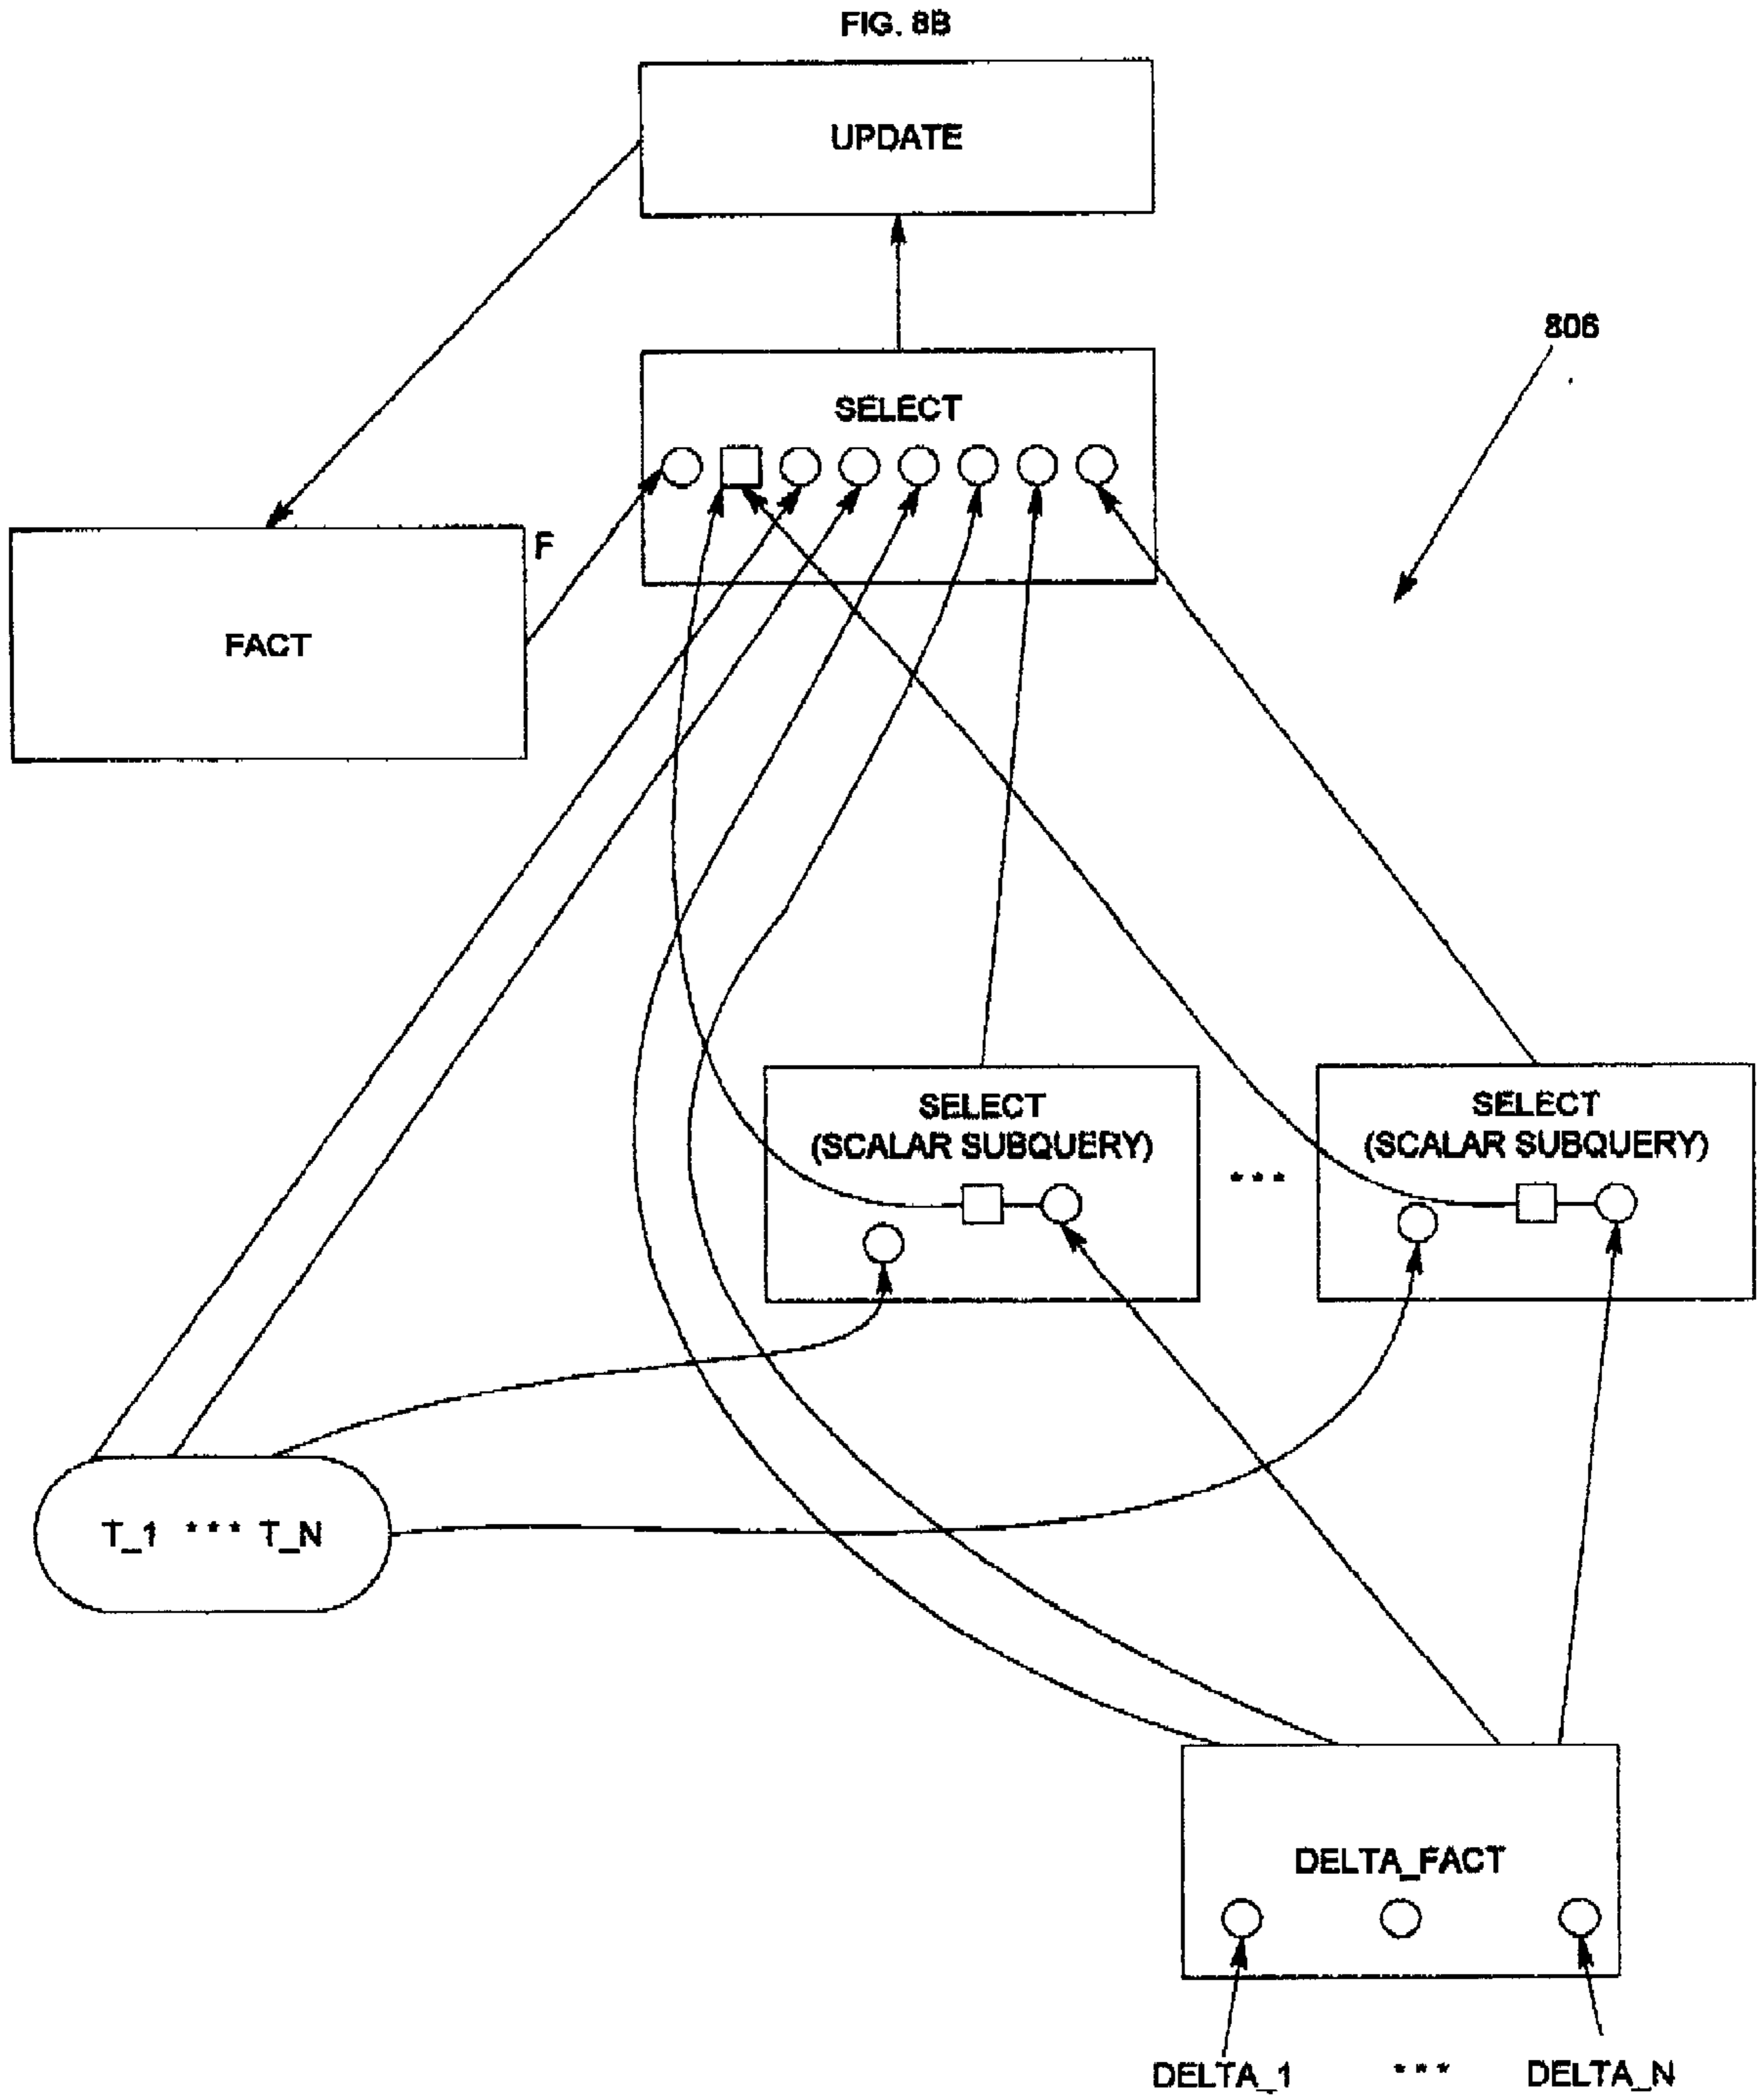 FIG. 8B
UPDATE
806
SELECT
F
FACT
SELECT
(SCALAR SUBQUERY)
* * *
SELECT
(SCALAR SUBQUERY)
T_1 * * * T_N
DELTA_FACT
DELTA_1 * * * DELTA_N